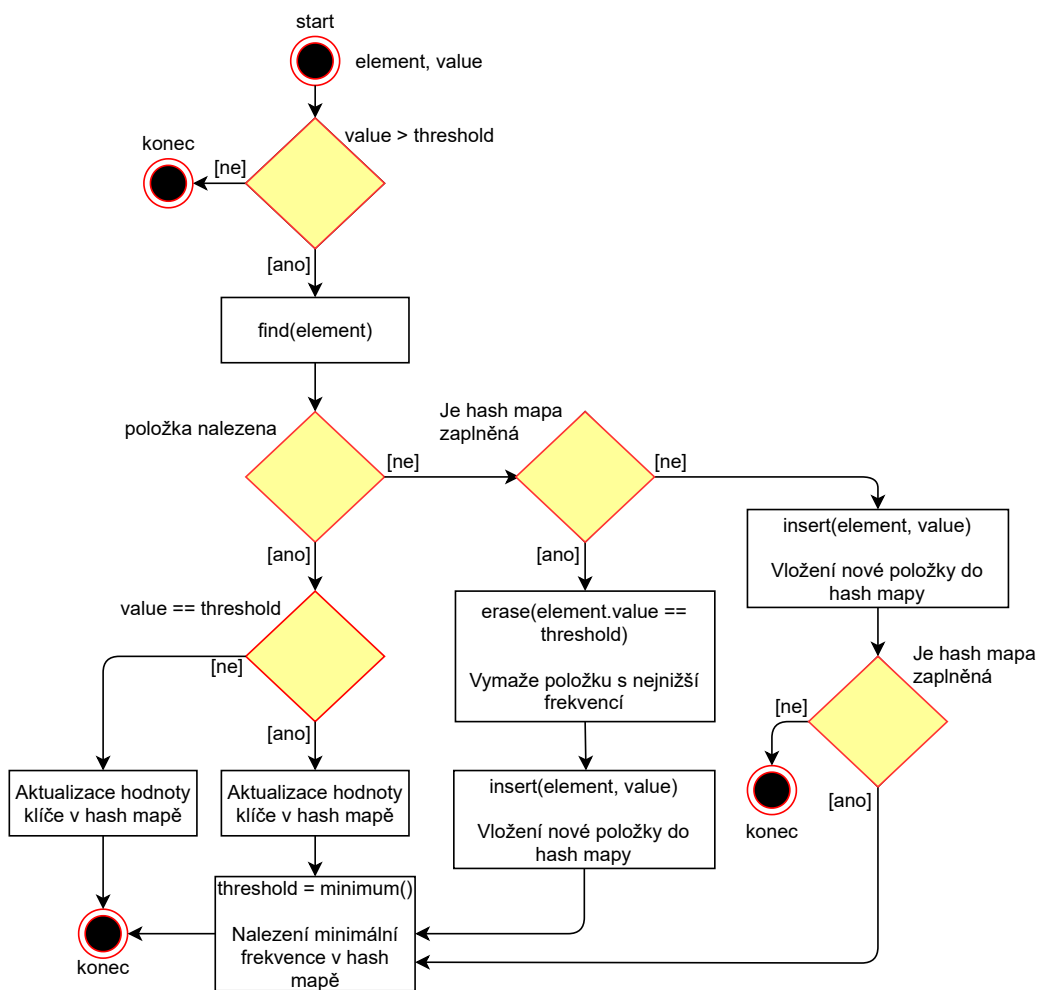 start
element, value
value > threshold
konec
[ne]
[ano]
find(element)
položka nalezena
[ne]
Je hash mapa
zaplněná
[ne]
[ano]
[ano]
insert(element, value)
Vložení nové položky do
hash mapy
value == threshold
[ne]
[ano]
erase(element.value ==
threshold)
Vymaže položku s nejnižší
frekvencí
Je hash mapa
zaplněná
[ne]
[ano]
konec
Aktualizace hodnoty
klíče v hash mapě
Aktualizace hodnoty
klíče v hash mapě
insert(element, value)
Vložení nové položky do
hash mapy
threshold = minimum()
Nalezení minimální
frekvence v hash
mapě
konec